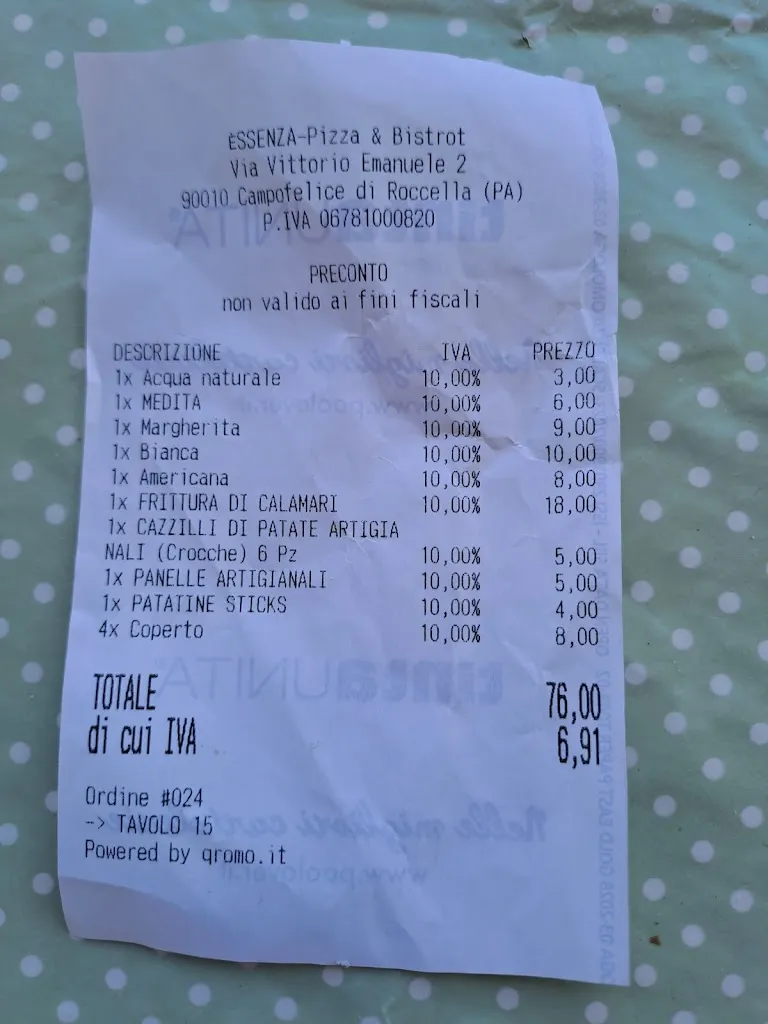 èSSENZA-Pizza & Bistrot
Via Vittorio Emanuele 2
90010 Campofelice di Roccella (PA)
P.IVA 06781000820
PRECONTO
non valido ai fini fiscali
DESCRIZIONE IVA PREZZO
1x Acqua naturale 10,00% 3,00
1x MEDITA 10,00% 6,00
1x Margherita 10,00% 9,00
1x Bianca 10,00% 10,00
1x Americana 10,00% 8,00
1x FRITTURA DI CALAMARI 10,00% 18,00
1x CAZZILLI DI PATATE ARTIGIA
NALI (Crocche) 6 Pz 10,00% 5,00
1x PANELLE ARTIGIANALI 10,00% 5,00
1x PATATINE STICKS 10,00% 4,00
4x Coperto 10,00% 8,00
TOTALE 76,00
di cui IVA 6,91
Ordine #024
-> TAVOLO 15
Powered by qromo.it